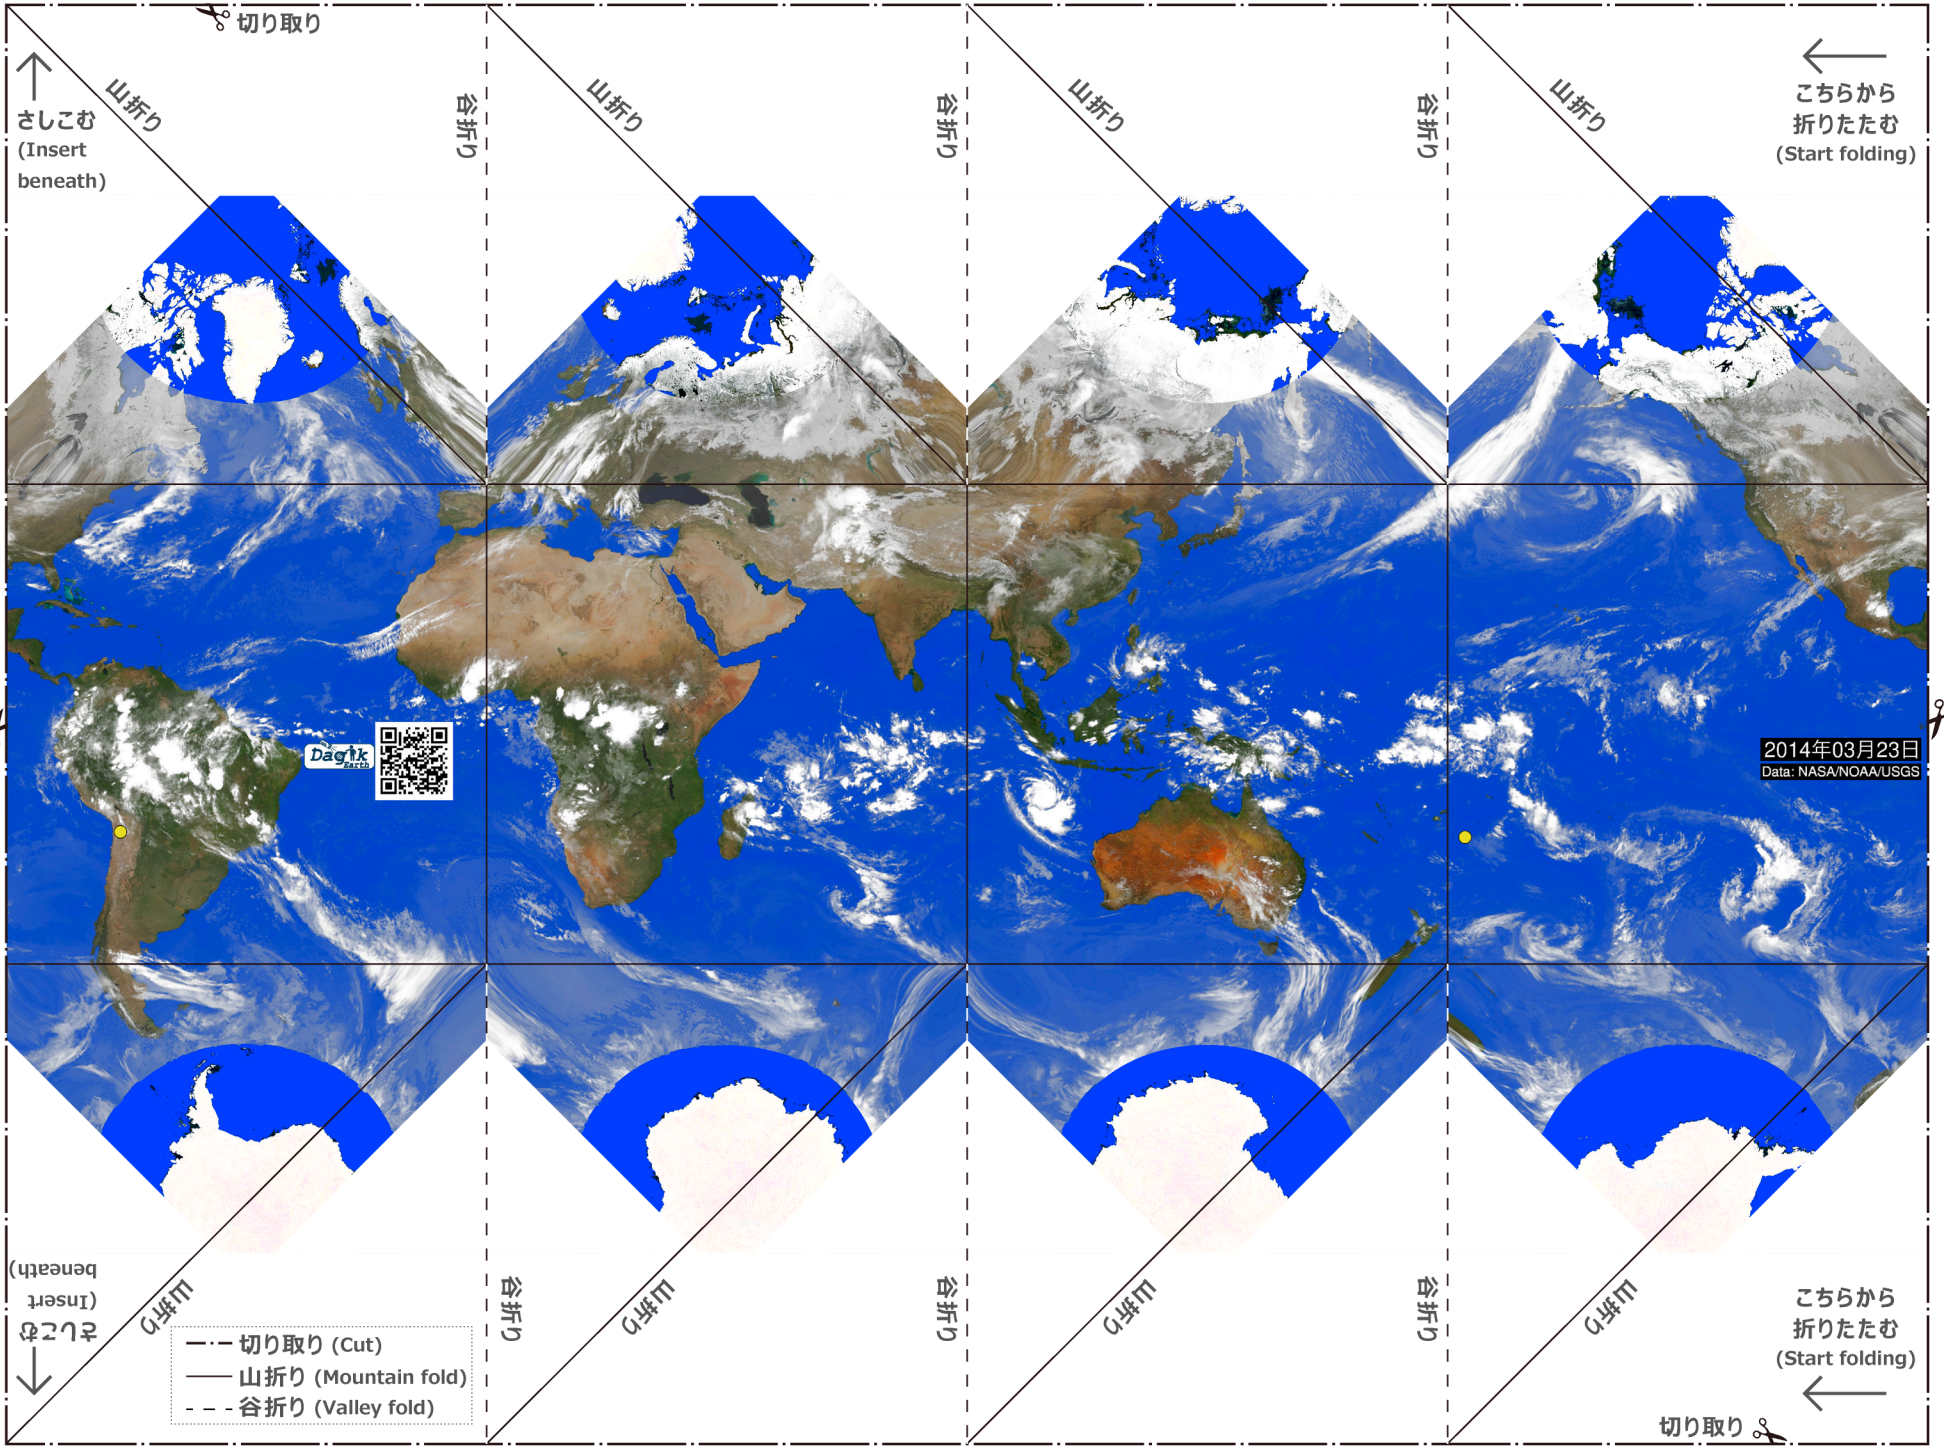 切り取り
山折り
谷折り
山折り
谷折り
山折り
谷折り
山折り
さしこむ
(Insert
beneath)
こちらから
折りたたむ
(Start folding)
Dagik
Earth
2014年03月23日
Data: NASA/NOAA/USGS
さしこむ
(Insert
beneath)
山折り
谷折り
山折り
谷折り
山折り
谷折り
山折り
こちらから
折りたたむ
(Start folding)
切り取り (Cut)
山折り (Mountain fold)
谷折り (Valley fold)
切り取り